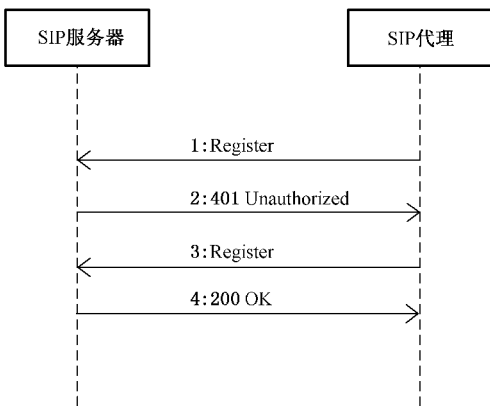 SIP服务器
SIP代理
1:Register
2:401 Unauthorized
3:Register
4:200 OK